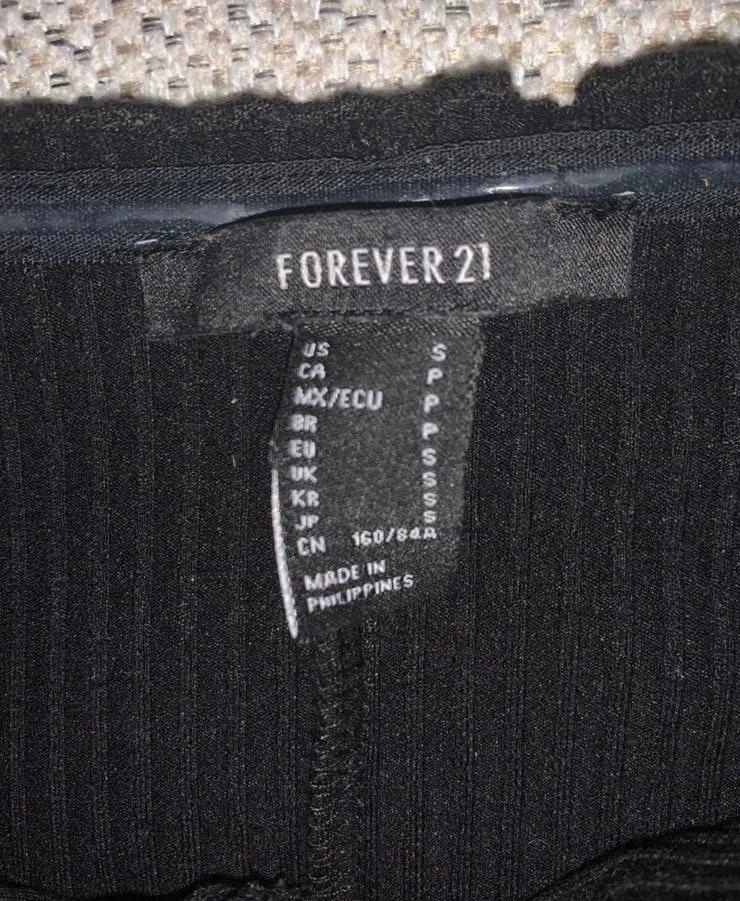 FOREVER 21
US S
CA P
MX/ECU P
BR P
EU S
UK S
KR S
JP S
CN 160/84A
MADE IN
PHILIPPINES